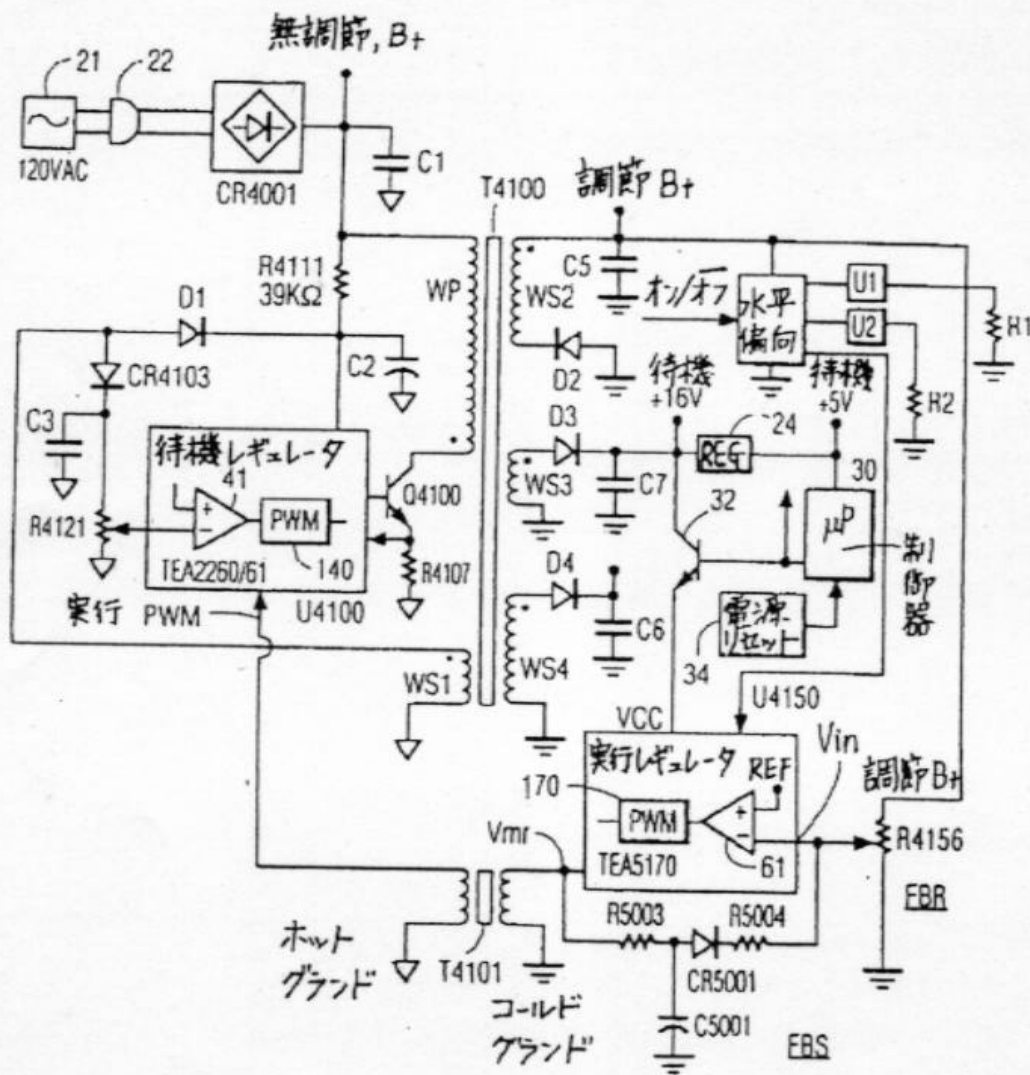 無調節, B+
21
22
120VAC
CR4001
C1
T4100
調節 B+
R4111
39KΩ
WP
WS2
C5
オン/オフ
水平
偏向
U1
U2
R1
R2
D1
CR4103
C2
C3
D2
待機
+16V
待機
+5V
D3
24
REG
30
待機レギュレータ
41
Q4100
WS3
C7
32
μP
制
御
器
R4121
PWM
140
TEA2260/61
U4100
R4107
D4
実行
PWM
C6
電源
リセット
34
WS1
WS4
VCC
U4150
Vin
実行レギュレータ
REF
調節 B+
170
PWM
TEA5170
61
R4156
Vmr
FBR
R5003
R5004
ホット
グランド
T4101
CR5001
コールド
グランド
C5001
FBS